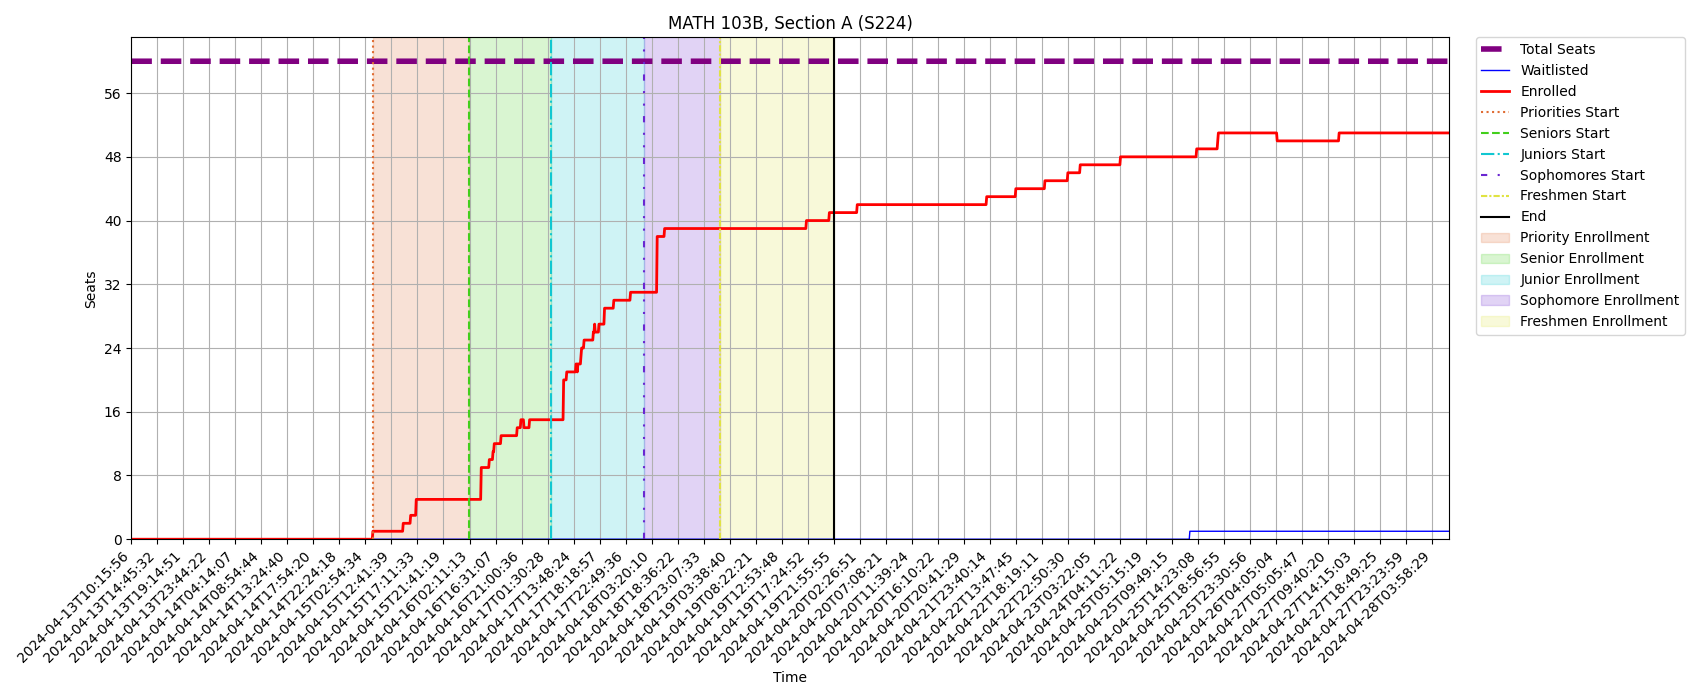 MATH 103B, Section A (S224)
Seats
56
48
40
32
24
16
8
0
2024-04-13T10:15:56
2024-04-13T14:45:32
2024-04-13T19:14:51
2024-04-13T23:44:22
2024-04-14T04:14:07
2024-04-14T08:54:44
2024-04-14T13:24:40
2024-04-14T17:54:20
2024-04-14T22:24:18
2024-04-15T02:54:34
2024-04-15T12:41:39
2024-04-15T17:11:33
2024-04-15T21:41:19
2024-04-16T02:11:13
2024-04-16T16:31:07
2024-04-16T21:00:36
2024-04-17T01:30:28
2024-04-17T13:48:24
2024-04-17T18:18:57
2024-04-17T22:49:36
2024-04-18T03:20:10
2024-04-18T18:36:22
2024-04-18T23:07:33
2024-04-19T03:38:40
2024-04-19T08:22:21
2024-04-19T12:53:48
2024-04-19T17:24:52
2024-04-19T21:55:55
2024-04-20T02:26:51
2024-04-20T07:08:21
2024-04-20T11:39:24
2024-04-20T16:10:22
2024-04-20T20:41:29
2024-04-21T23:40:14
2024-04-22T13:47:45
2024-04-22T18:19:11
2024-04-22T22:50:30
2024-04-23T03:22:05
2024-04-24T04:11:22
2024-04-25T05:15:19
2024-04-25T09:49:15
2024-04-25T14:23:08
2024-04-25T18:56:55
2024-04-25T23:30:56
2024-04-26T04:05:04
2024-04-27T05:05:47
2024-04-27T09:40:20
2024-04-27T14:15:03
2024-04-27T18:49:25
2024-04-27T23:23:59
2024-04-28T03:58:29
Time
Total Seats
Waitlisted
Enrolled
Priorities Start
Seniors Start
Juniors Start
Sophomores Start
Freshmen Start
End
Priority Enrollment
Senior Enrollment
Junior Enrollment
Sophomore Enrollment
Freshmen Enrollment